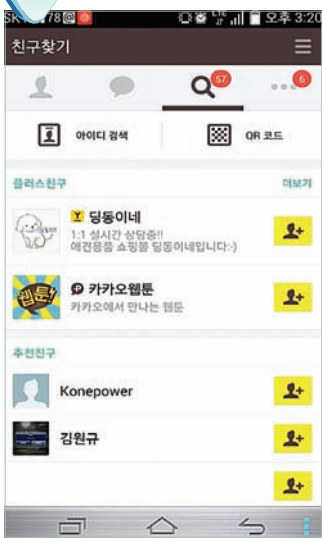 78 LTE 오후 3:20
친구찾기
57 6
아이디 검색 QR 코드
플러스친구 더보기
딩동이네
1:1 실시간 상담중!!
애견용품 쇼핑몰 딩동이네입니다:-)
웹툰! 카카오웹툰
카카오에서 만나는 웹툰
추천친구
Konepower
김원규